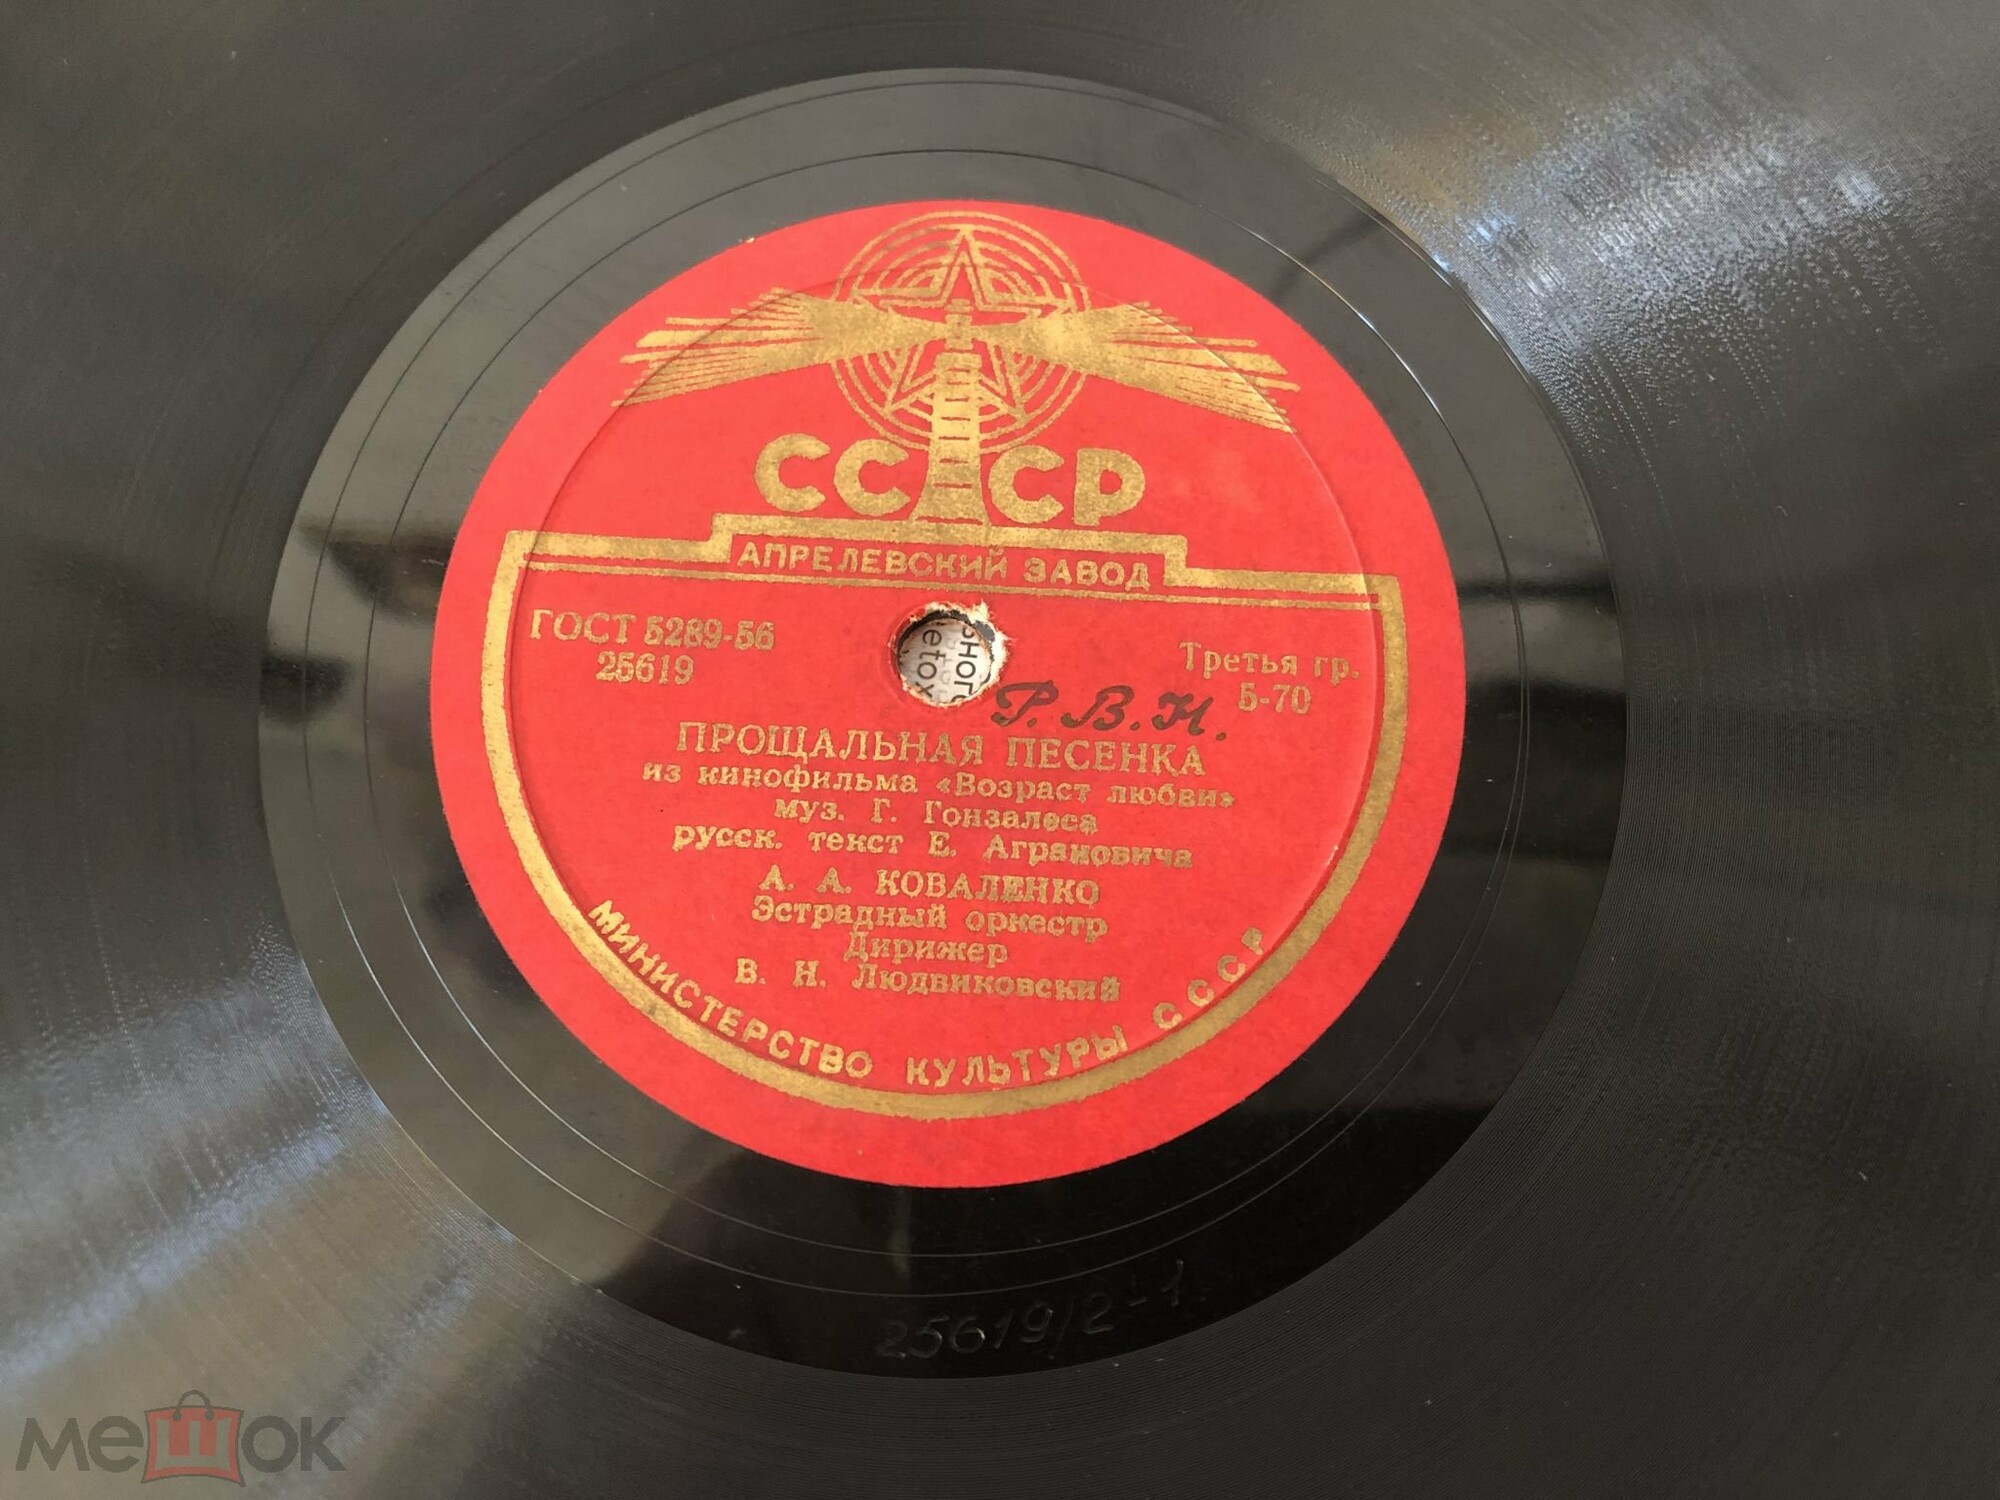 СССР
АПРЕЛЕВСКИЙ ЗАВОД
ГОСТ 5289-56
25619
Третья гр.
5-70
Р. В. Н.
ПРОЩАЛЬНАЯ ПЕСЕНКА
из кинофильма «Возраст любви»
муз. Г. Гонзалеса
русск. текст Е. Аграновича
А. А. КОВАЛЕНКО
Эстрадный оркестр
Дирижер
В. Н. Людвиковский
МИНИСТЕРСТВО КУЛЬТУРЫ СССР
25619/2-1
мешок